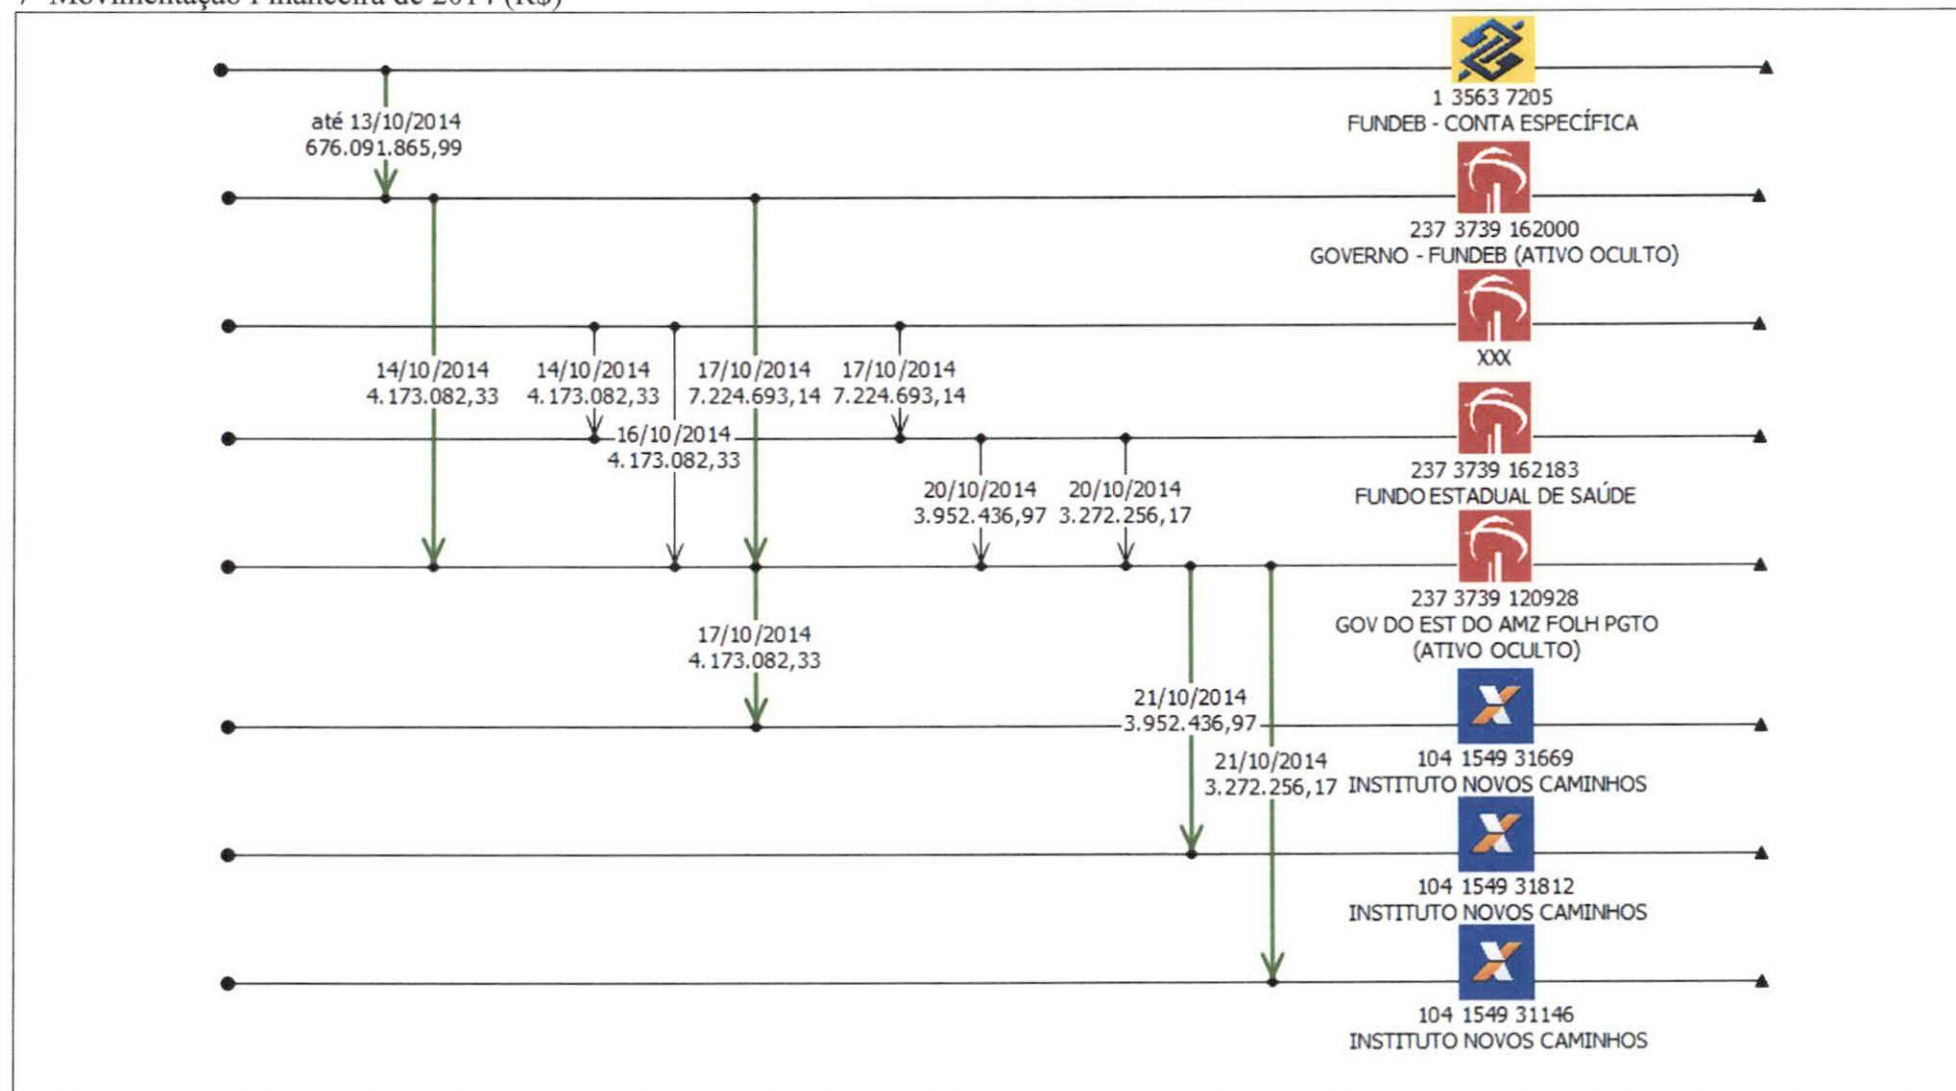 7 Movimentação Financeira de 2014 (R$)
1 3563 7205
FUNDEB - CONTA ESPECÍFICA
até 13/10/2014
676.091.865,99
237 3739 162000
GOVERNO - FUNDEB (ATIVO OCULTO)
XXX
14/10/2014
4.173.082,33
14/10/2014
4.173.082,33
17/10/2014
7.224.693,14
17/10/2014
7.224.693,14
16/10/2014
4.173.082,33
237 3739 162183
FUNDO ESTADUAL DE SAÚDE
20/10/2014
3.952.436,97
20/10/2014
3.272.256,17
237 3739 120928
GOV DO EST DO AMZ FOLH PGTO
(ATIVO OCULTO)
17/10/2014
4.173.082,33
21/10/2014
3.952.436,97
21/10/2014
3.272.256,17
104 1549 31669
INSTITUTO NOVOS CAMINHOS
104 1549 31812
INSTITUTO NOVOS CAMINHOS
104 1549 31146
INSTITUTO NOVOS CAMINHOS